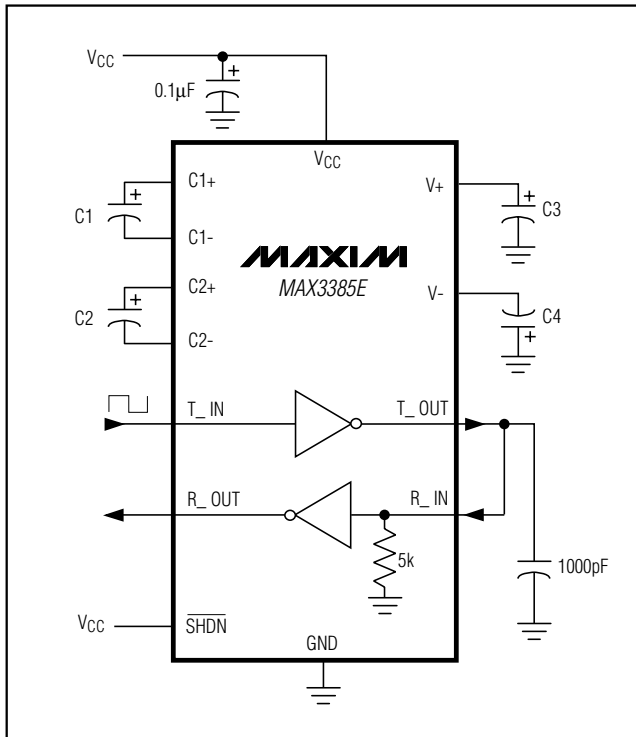 VCC
0.1µF
VCC
C1+
V+
C1
C3
C1-
MAXIM
MAX3385E
C2+
V-
C2
C4
C2-
T_ IN
T_ OUT
R_ OUT
R_ IN
5k
1000pF
VCC
SHDN
GND